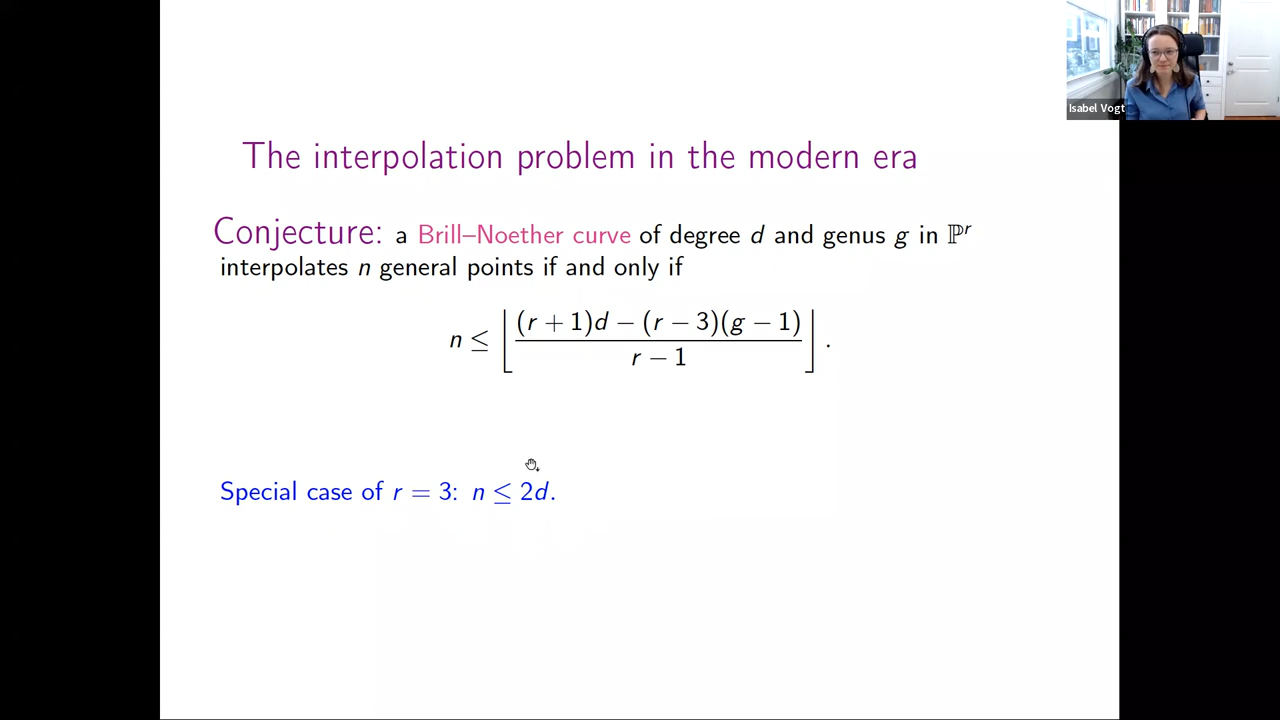 Isabel Vogt
The interpolation problem in the modern era
Conjecture: a Brill–Noether curve of degree d and genus g in ℙʳ
interpolates n general points if and only if
n ≤ ⌊((r + 1)d − (r − 3)(g − 1)) / (r − 1)⌋.
Special case of r = 3: n ≤ 2d.